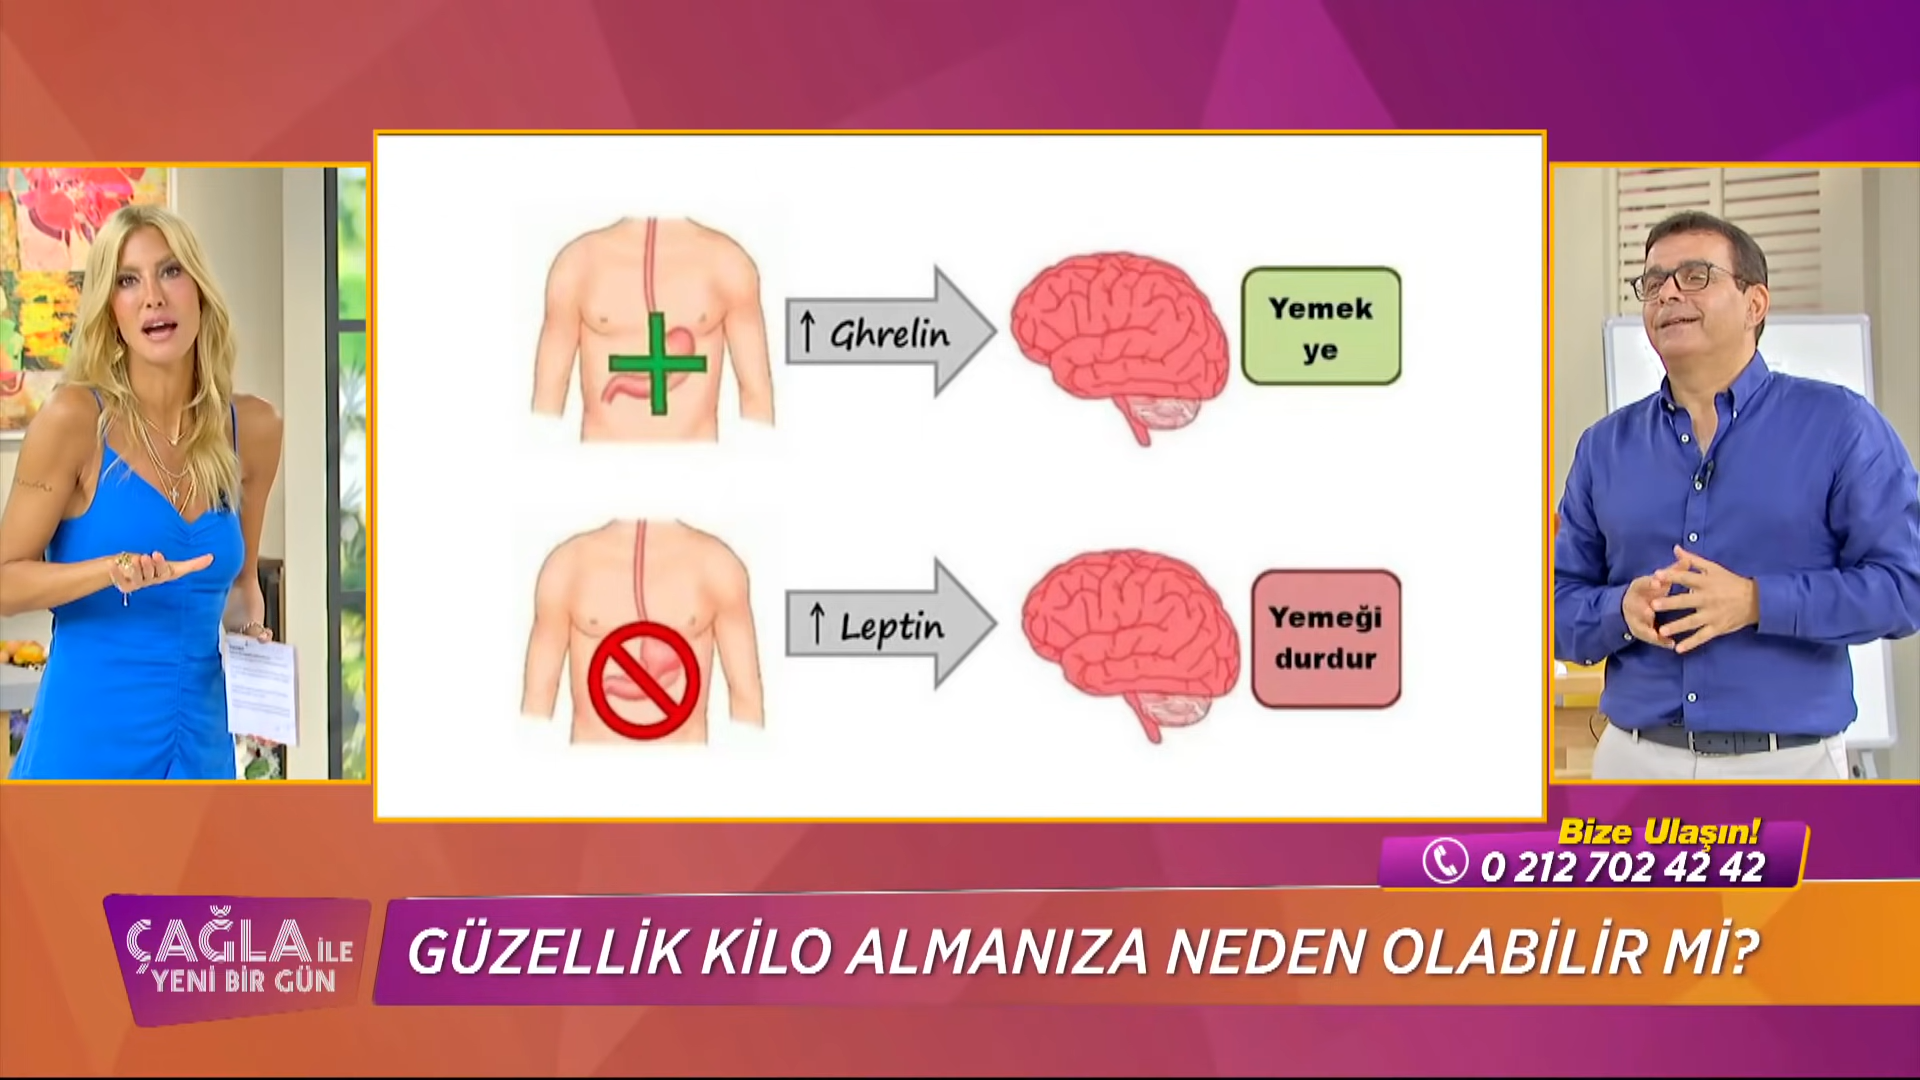 ↑ Ghrelin
Yemek
ye
↑ Leptin
Yemeği
durdur
Bize Ulaşın!
0 212 702 42 42
ÇAĞLA İLE
YENİ BİR GÜN
GÜZELLİK KİLO ALMANIZA NEDEN OLABİLİR Mİ?